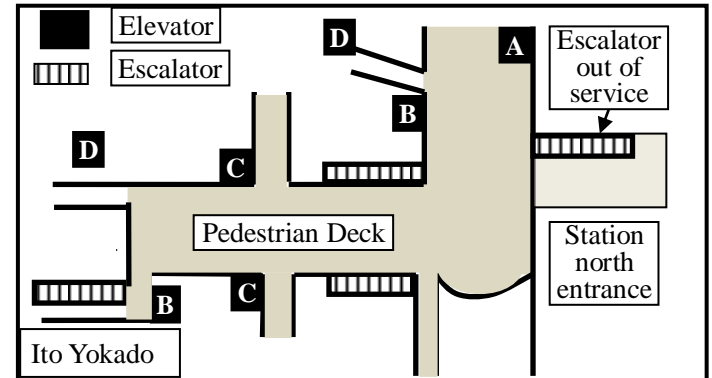 Elevator
Escalator
D
A
Escalator
out of
service
B
D
C
Pedestrian Deck
Station
north
entrance
C
B
Ito Yokado